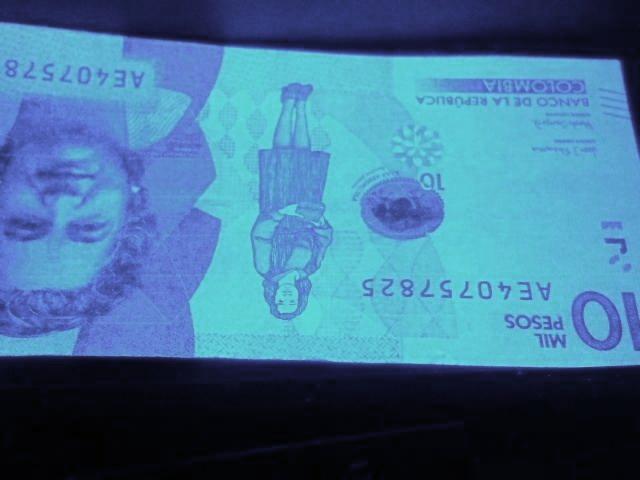 10 MIL
PESOS
AE40757825
10
BANCO DE LA REPÚBLICA
COLOMBIA
AE407578